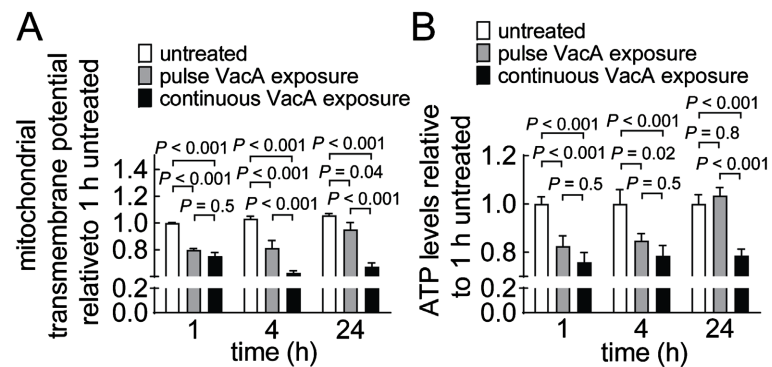 A
untreated
pulse VacA exposure
continuous VacA exposure
mitochondrial
transmembrane potential
relativeto 1 h untreated
P < 0.001 P < 0.001 P < 0.001
P < 0.001 P < 0.001 P = 0.04
P = 0.5 P < 0.001 P < 0.001
1.4
1.2
1.0
0.8
0.2
0.0
1 4 24
time (h)
B
untreated
pulse VacA exposure
continuous VacA exposure
ATP levels relative
to 1 h untreated
P < 0.001
P < 0.001 P < 0.001 P = 0.8
P < 0.001 P = 0.02 P < 0.001
P = 0.5 P = 0.5
1.2
1.0
0.8
0.2
0.0
1 4 24
time (h)